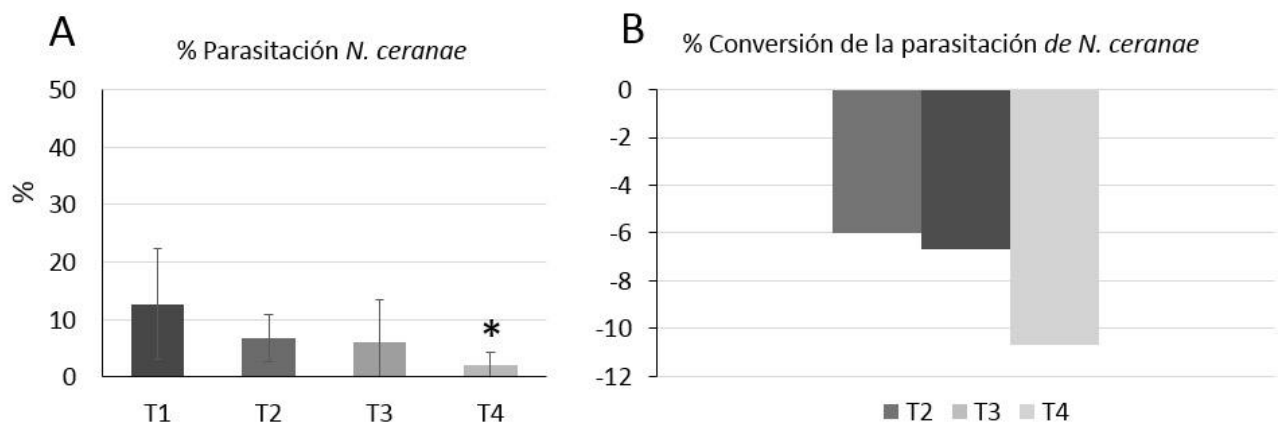 A
% Parasitación N. ceranae
50
40
30
20
10
0
%
*
T1 T2 T3 T4
B
% Conversión de la parasitación de N. ceranae
0
-2
-4
-6
-8
-10
-12
T2 T3 T4